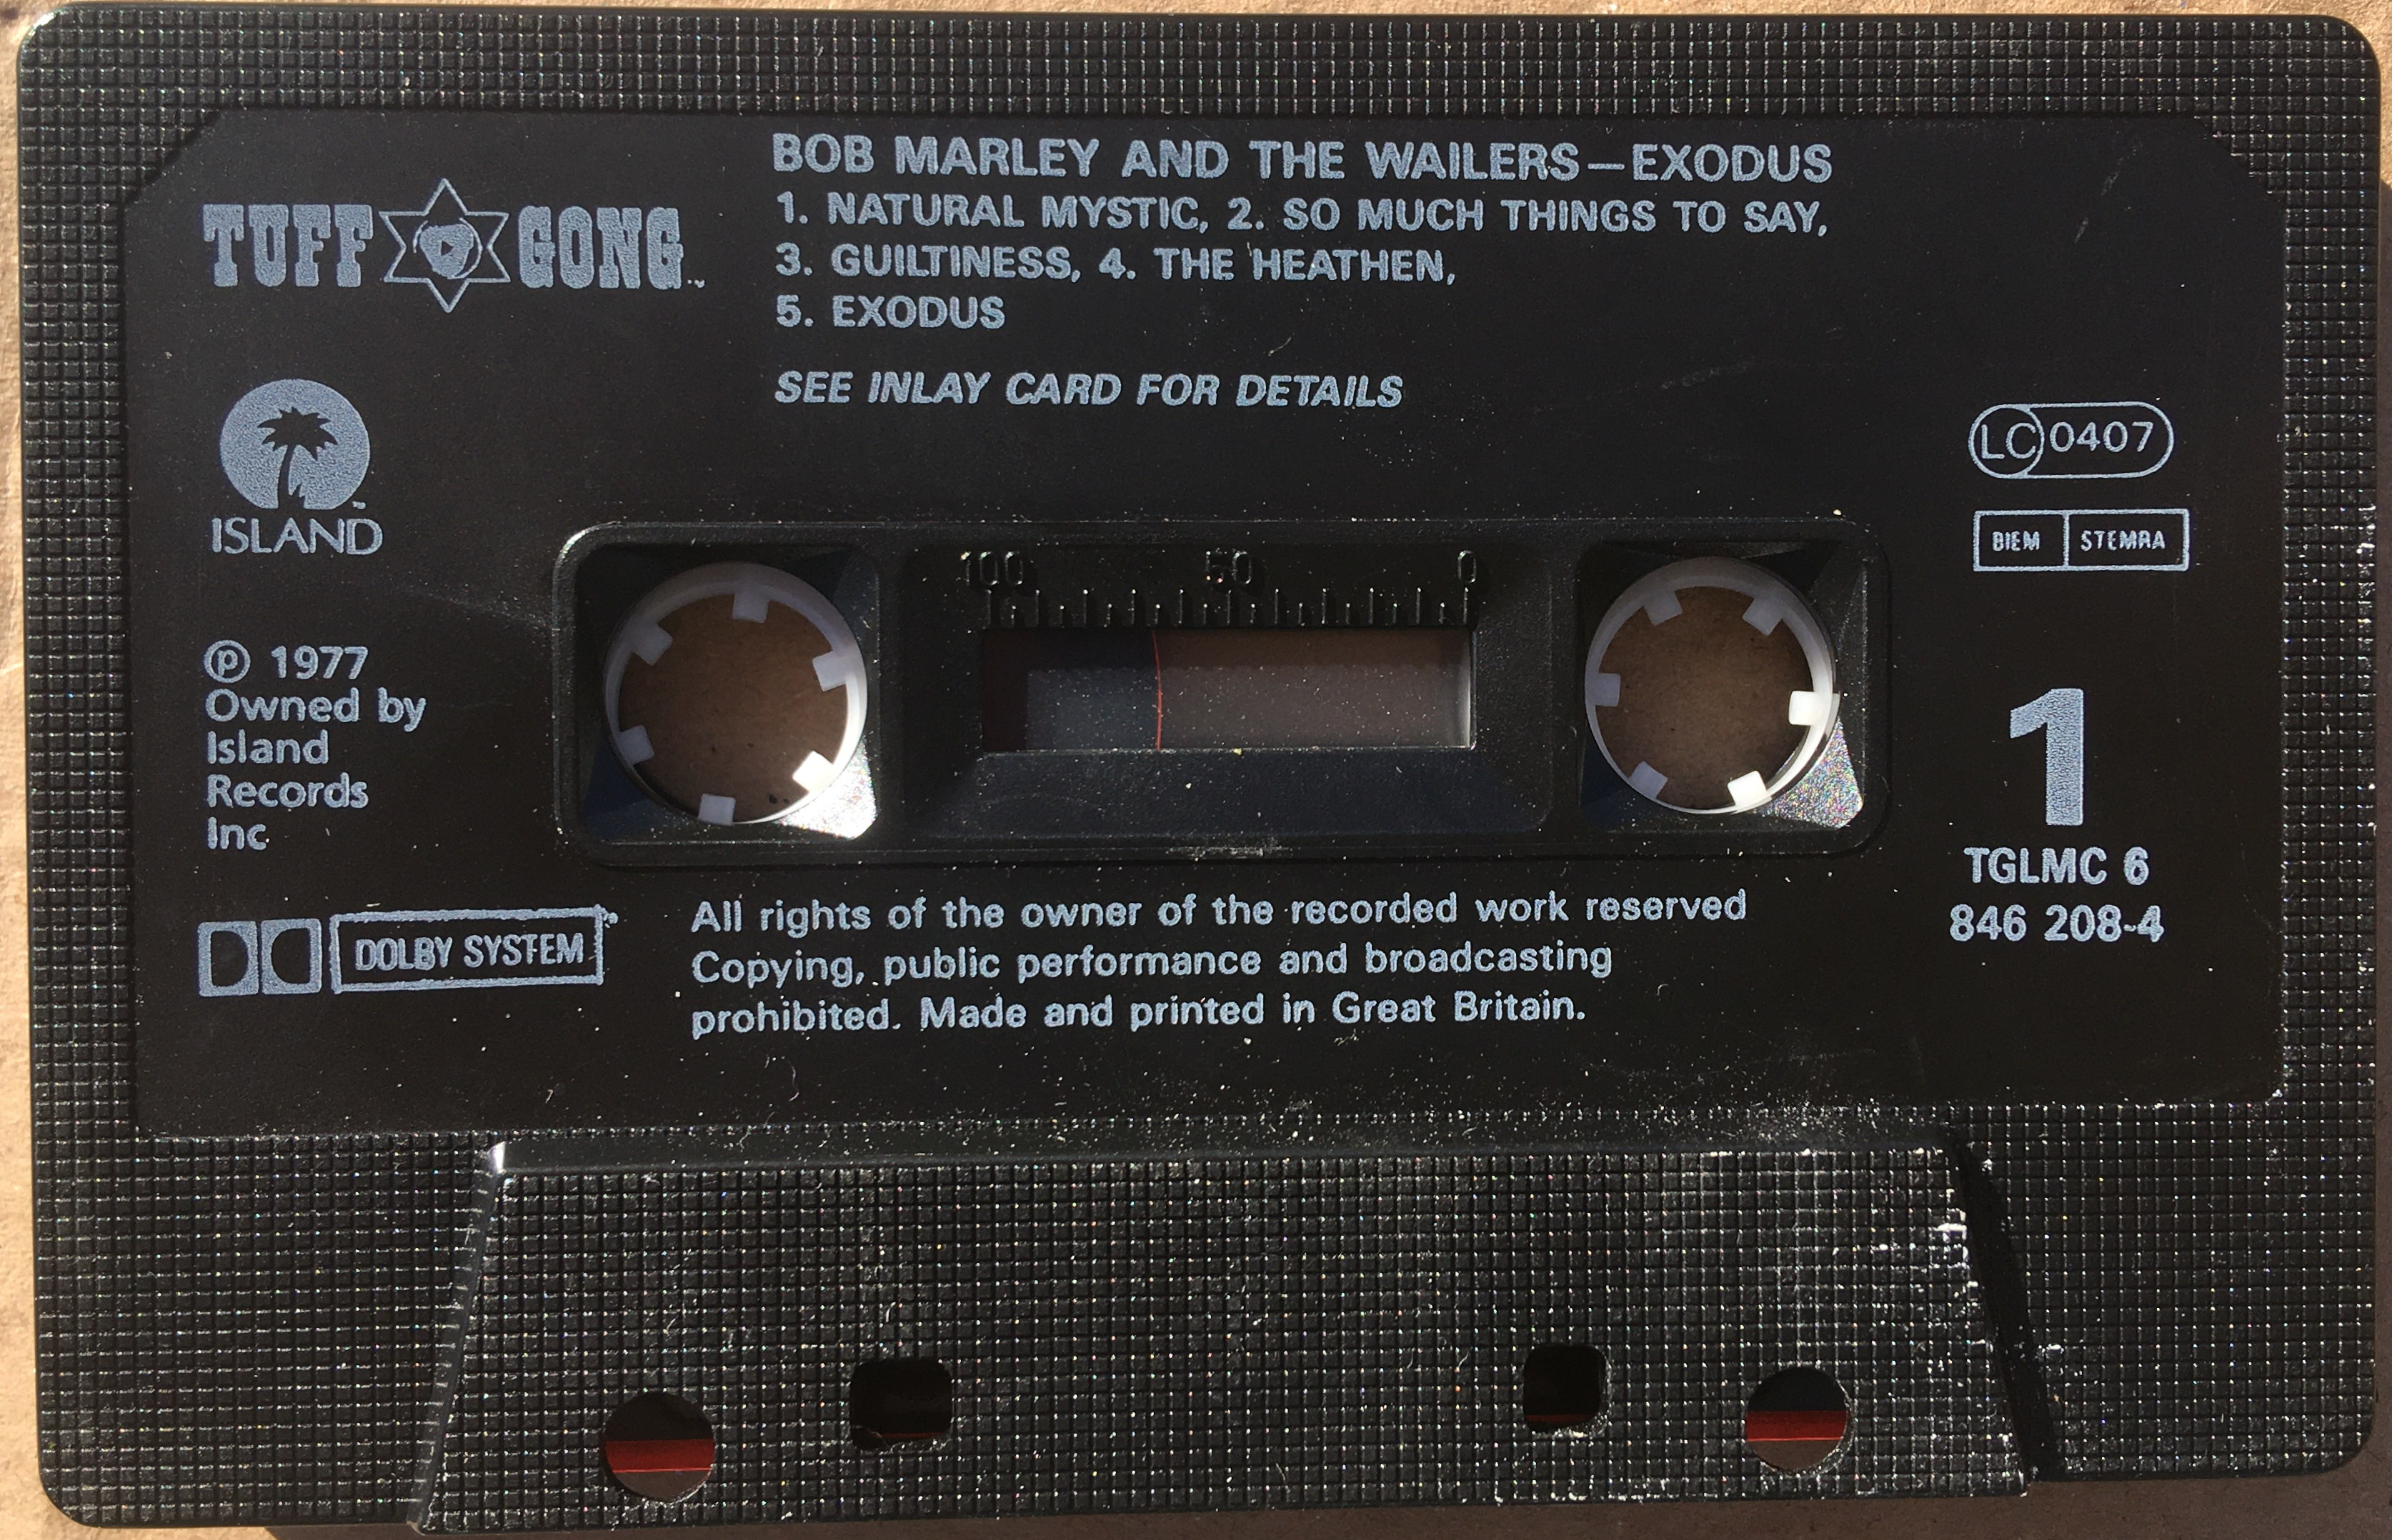 BOB MARLEY AND THE WAILERS—EXODUS
1. NATURAL MYSTIC, 2. SO MUCH THINGS TO SAY,
3. GUILTINESS, 4. THE HEATHEN,
5. EXODUS
SEE INLAY CARD FOR DETAILS
TUFF GONG
ISLAND
℗ 1977
Owned by
Island
Records
Inc
DOLBY SYSTEM
100 50 0
LC 0407
BIEM STEMRA
1
TGLMC 6
846 208-4
All rights of the owner of the recorded work reserved
Copying, public performance and broadcasting
prohibited. Made and printed in Great Britain.